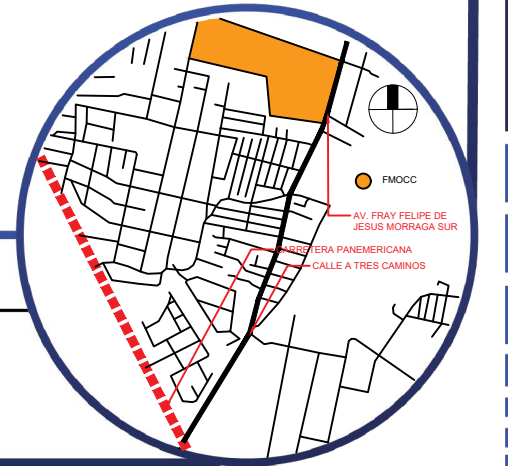 FMOCC
AV. FRAY FELIPE DE
JESUS MORRAGA SUR
CARRETERA PANEMERICANA
CALLE A TRES CAMINOS